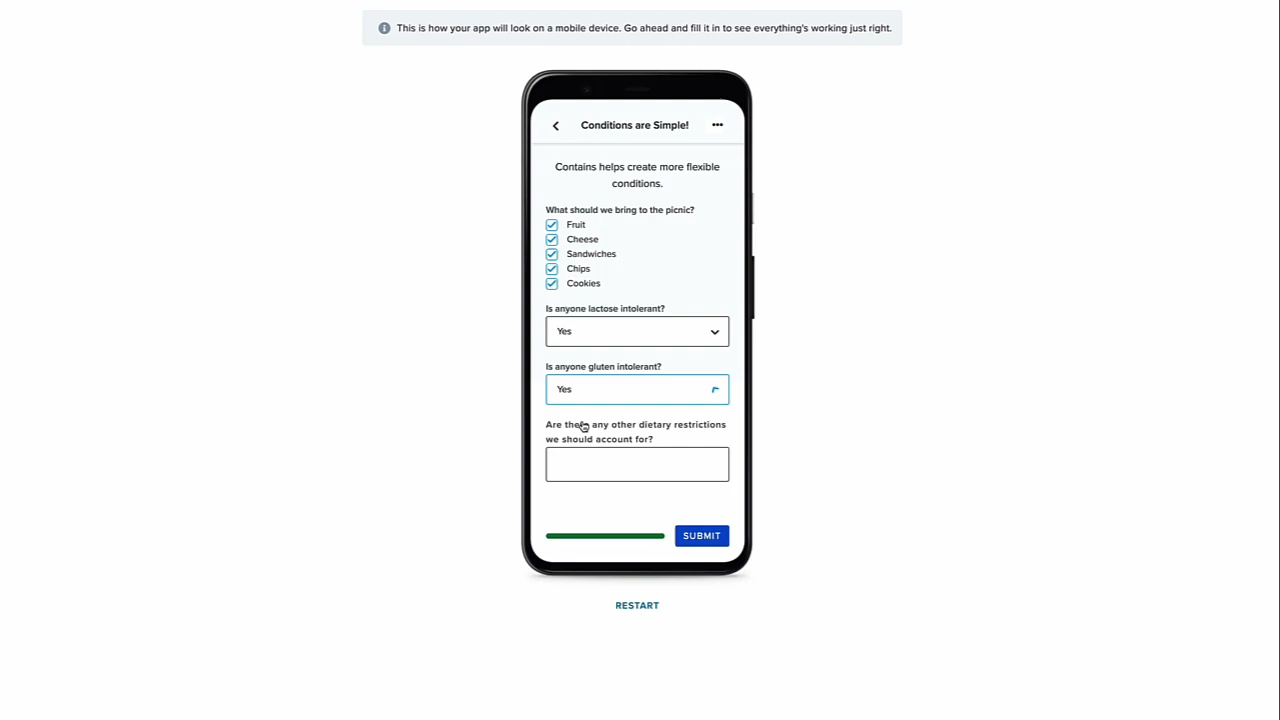 This is how your app will look on a mobile device. Go ahead and fill it in to see everything's working just right.
Conditions are Simple!
Contains helps create more flexible
conditions.
What should we bring to the picnic?
Fruit
Cheese
Sandwiches
Chips
Cookies
Is anyone lactose intolerant?
Yes
Is anyone gluten intolerant?
Yes
Are there any other dietary restrictions
we should account for?
SUBMIT
RESTART